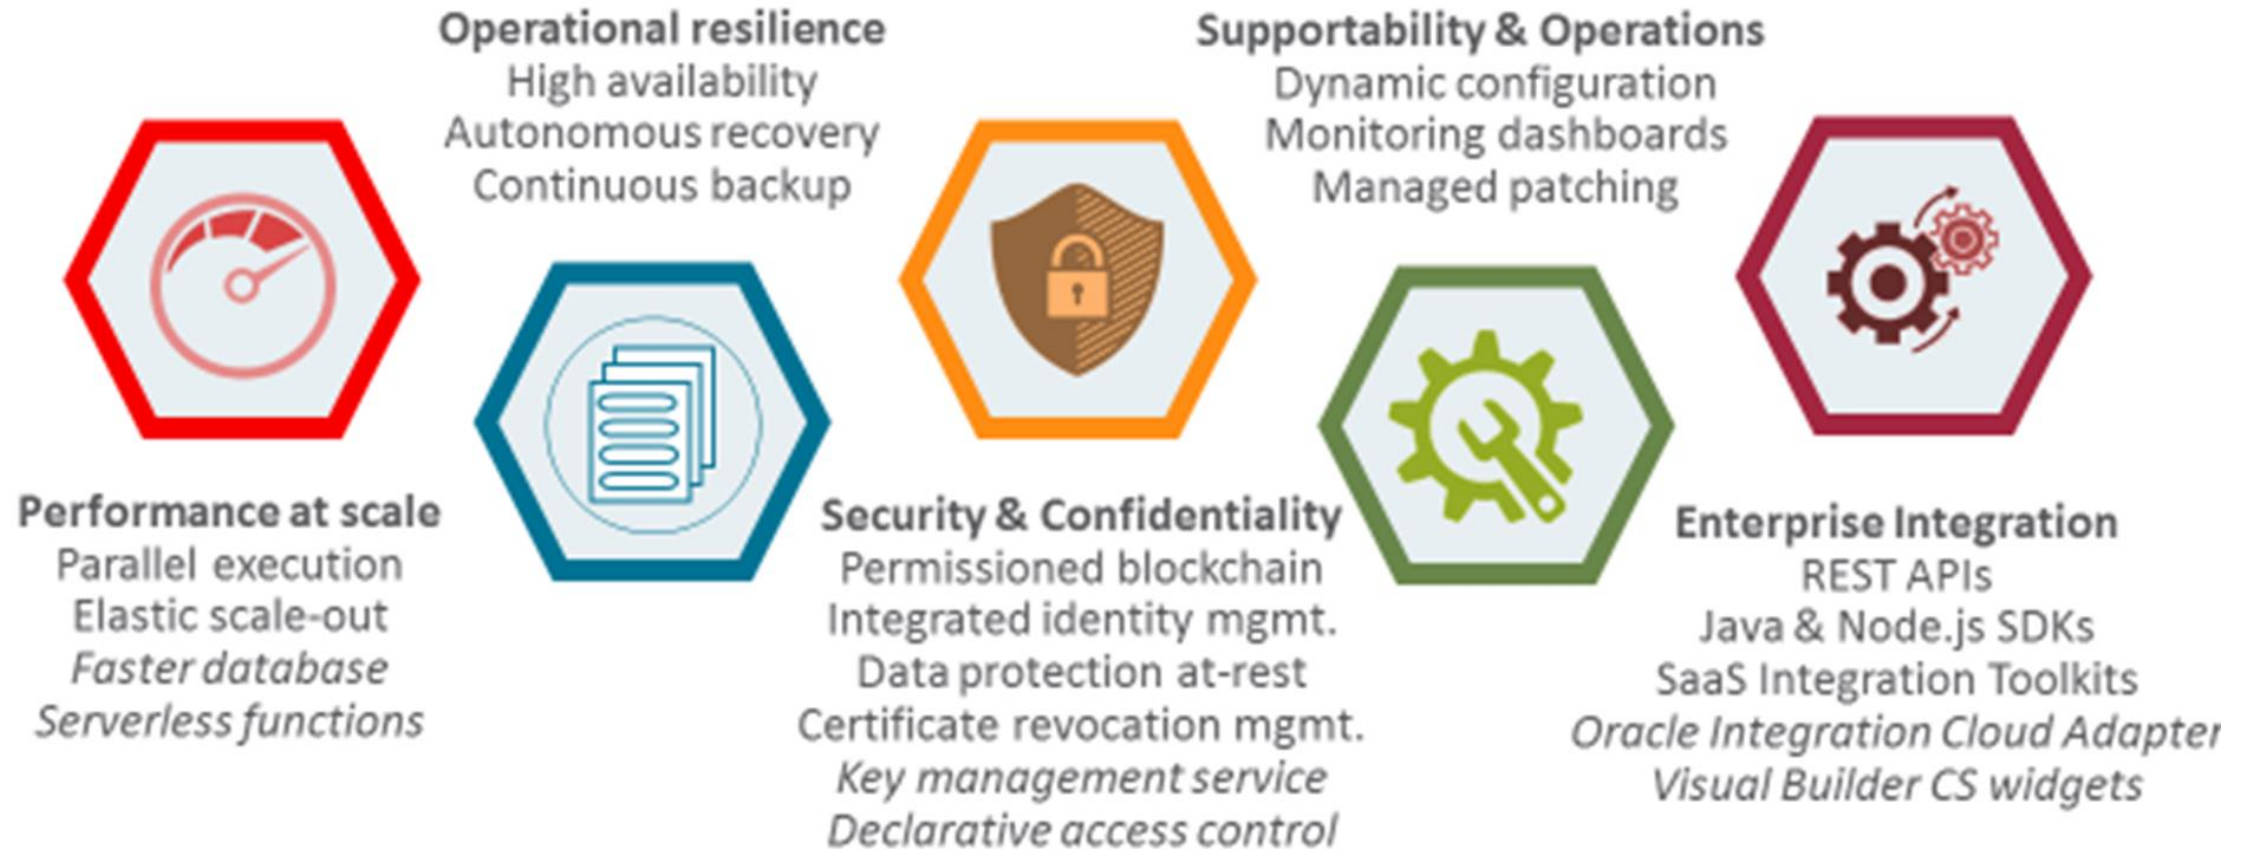 Operational resilience
High availability
Autonomous recovery
Continuous backup
Supportability & Operations
Dynamic configuration
Monitoring dashboards
Managed patching
Performance at scale
Parallel execution
Elastic scale-out
Faster database
Serverless functions
Security & Confidentiality
Permissioned blockchain
Integrated identity mgmt.
Data protection at-rest
Certificate revocation mgmt.
Key management service
Declarative access control
Enterprise Integration
REST APIs
Java & Node.js SDKs
SaaS Integration Toolkits
Oracle Integration Cloud Adapter
Visual Builder CS widgets